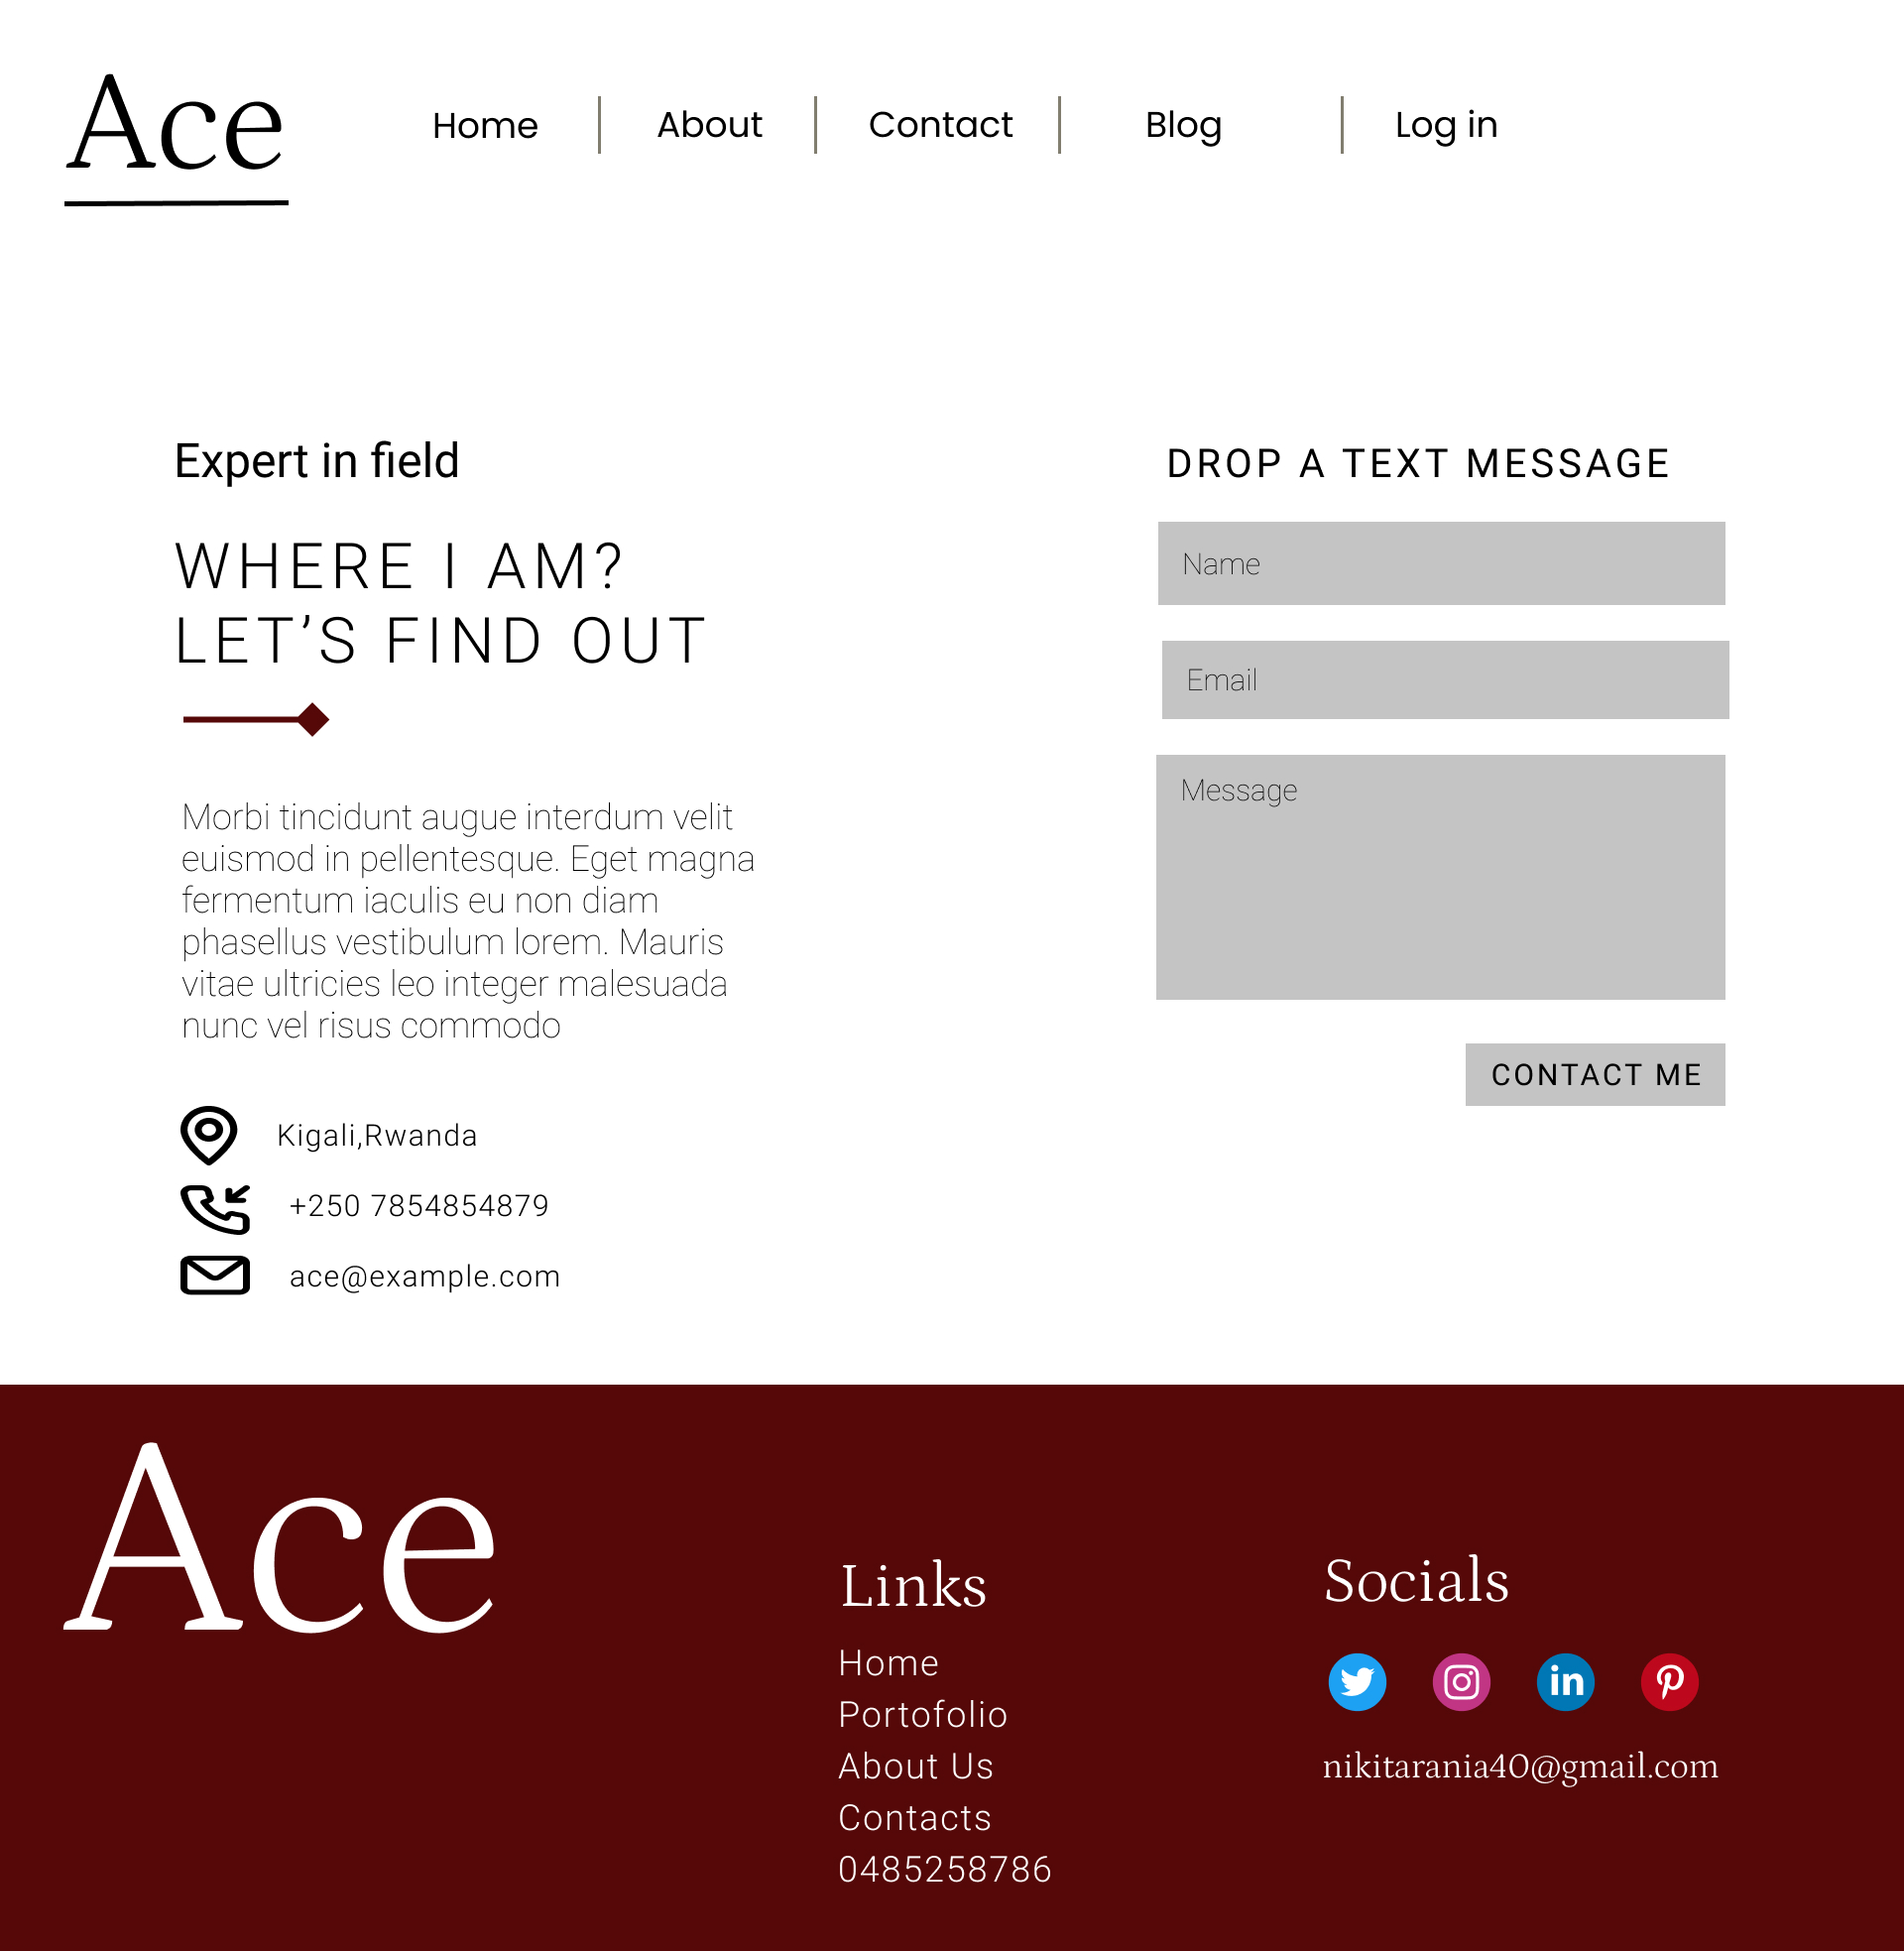 Ace
Home
About
Contact
Blog
Log in
Expert in field
WHERE I AM?
LET’S FIND OUT
Morbi tincidunt augue interdum velit
euismod in pellentesque. Eget magna
fermentum iaculis eu non diam
phasellus vestibulum lorem. Mauris
vitae ultricies leo integer malesuada
nunc vel risus commodo
Kigali,Rwanda
+250 7854854879
ace@example.com
DROP A TEXT MESSAGE
Name
Email
Message
CONTACT ME
Ace
Links
Home
Portofolio
About Us
Contacts
0485258786
Socials
in
nikitarania40@gmail.com